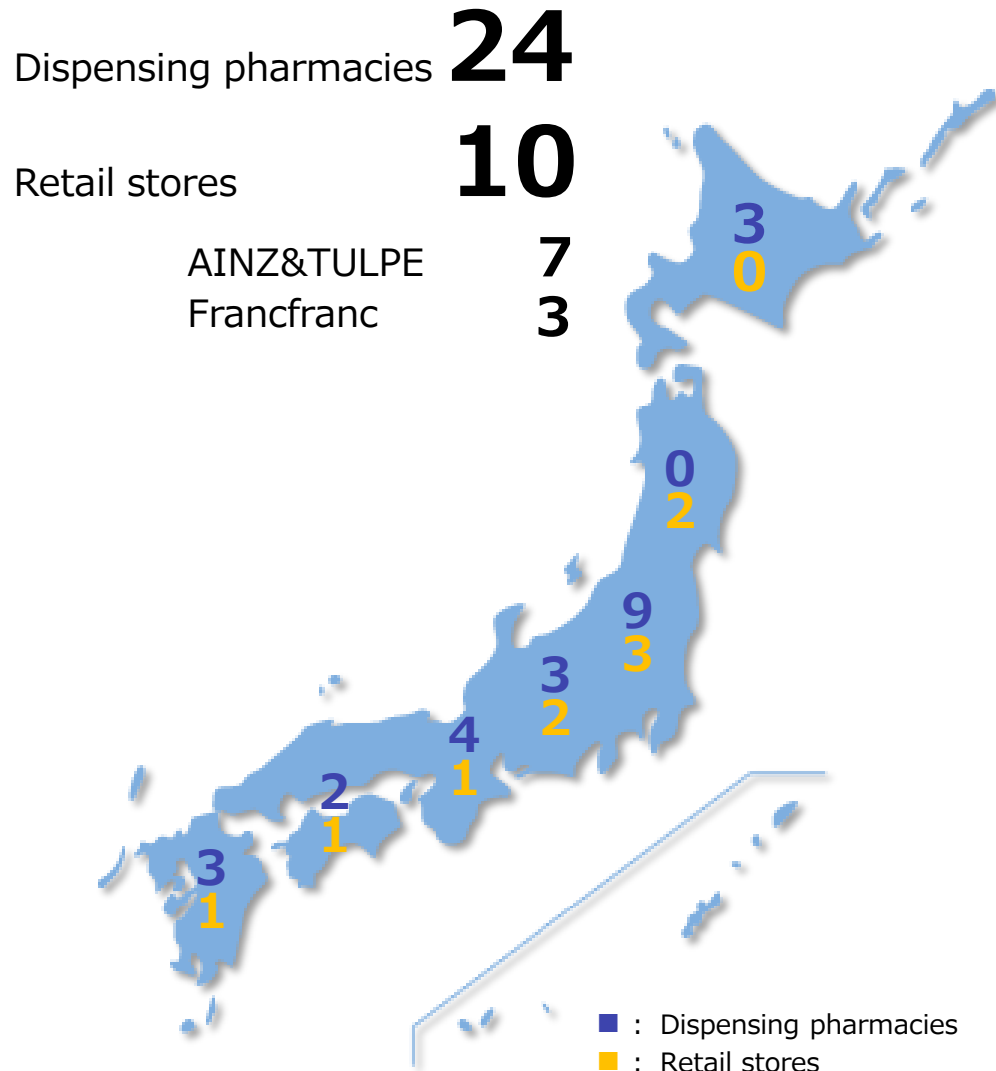 Dispensing pharmacies 24
Retail stores 10
AINZ&TULPE 7
Francfranc 3
3
0
0
2
9
3
3
2
4
1
2
1
3
1
■ : Dispensing pharmacies
■ : Retail stores